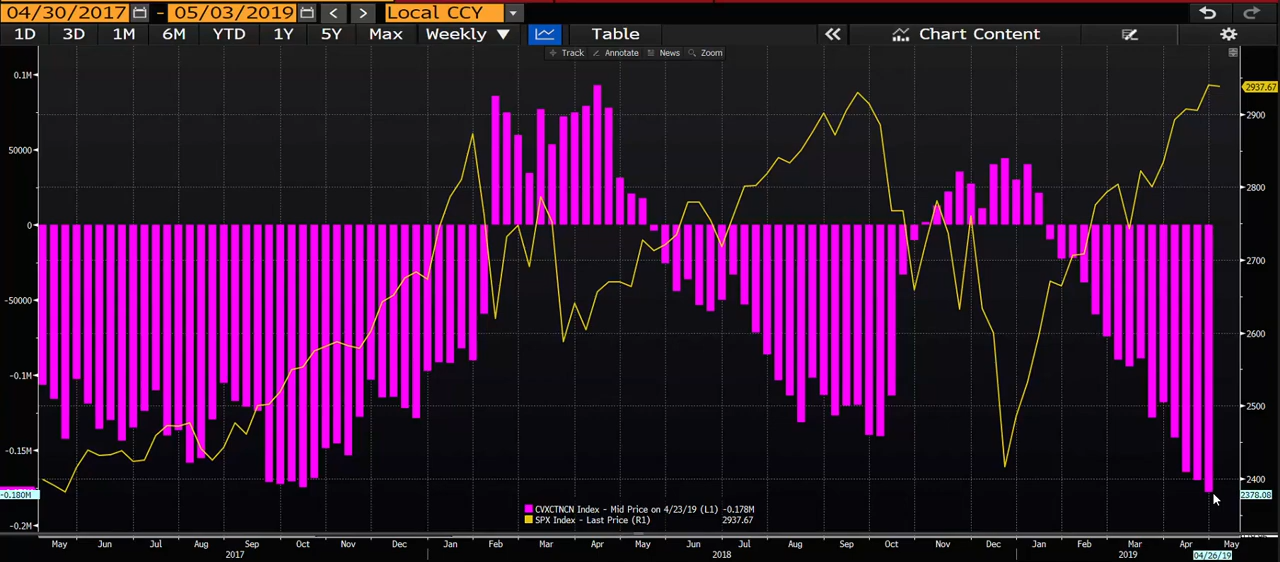 04/30/2017 - 05/03/2019 < > Local CCY
1D 3D 1M 6M YTD 1Y 5Y Max Weekly ▼ Table « Chart Content
Track Annotate News Zoom
0.1M
50000
0
-50000
-0.1M
-0.15M
-0.180M
-0.2M
2937.67
2900
2800
2700
2600
2500
2400
2378.08
CVXCTNCN Index - Mid Price on 4/23/19 (L1) -0.178M
SPX Index - Last Price (R1) 2937.67
May Jun Jul Aug Sep Oct Nov Dec Jan Feb Mar Apr May Jun Jul Aug Sep Oct Nov Dec Jan Feb Mar Apr May
2017 2018 2019 04/26/19